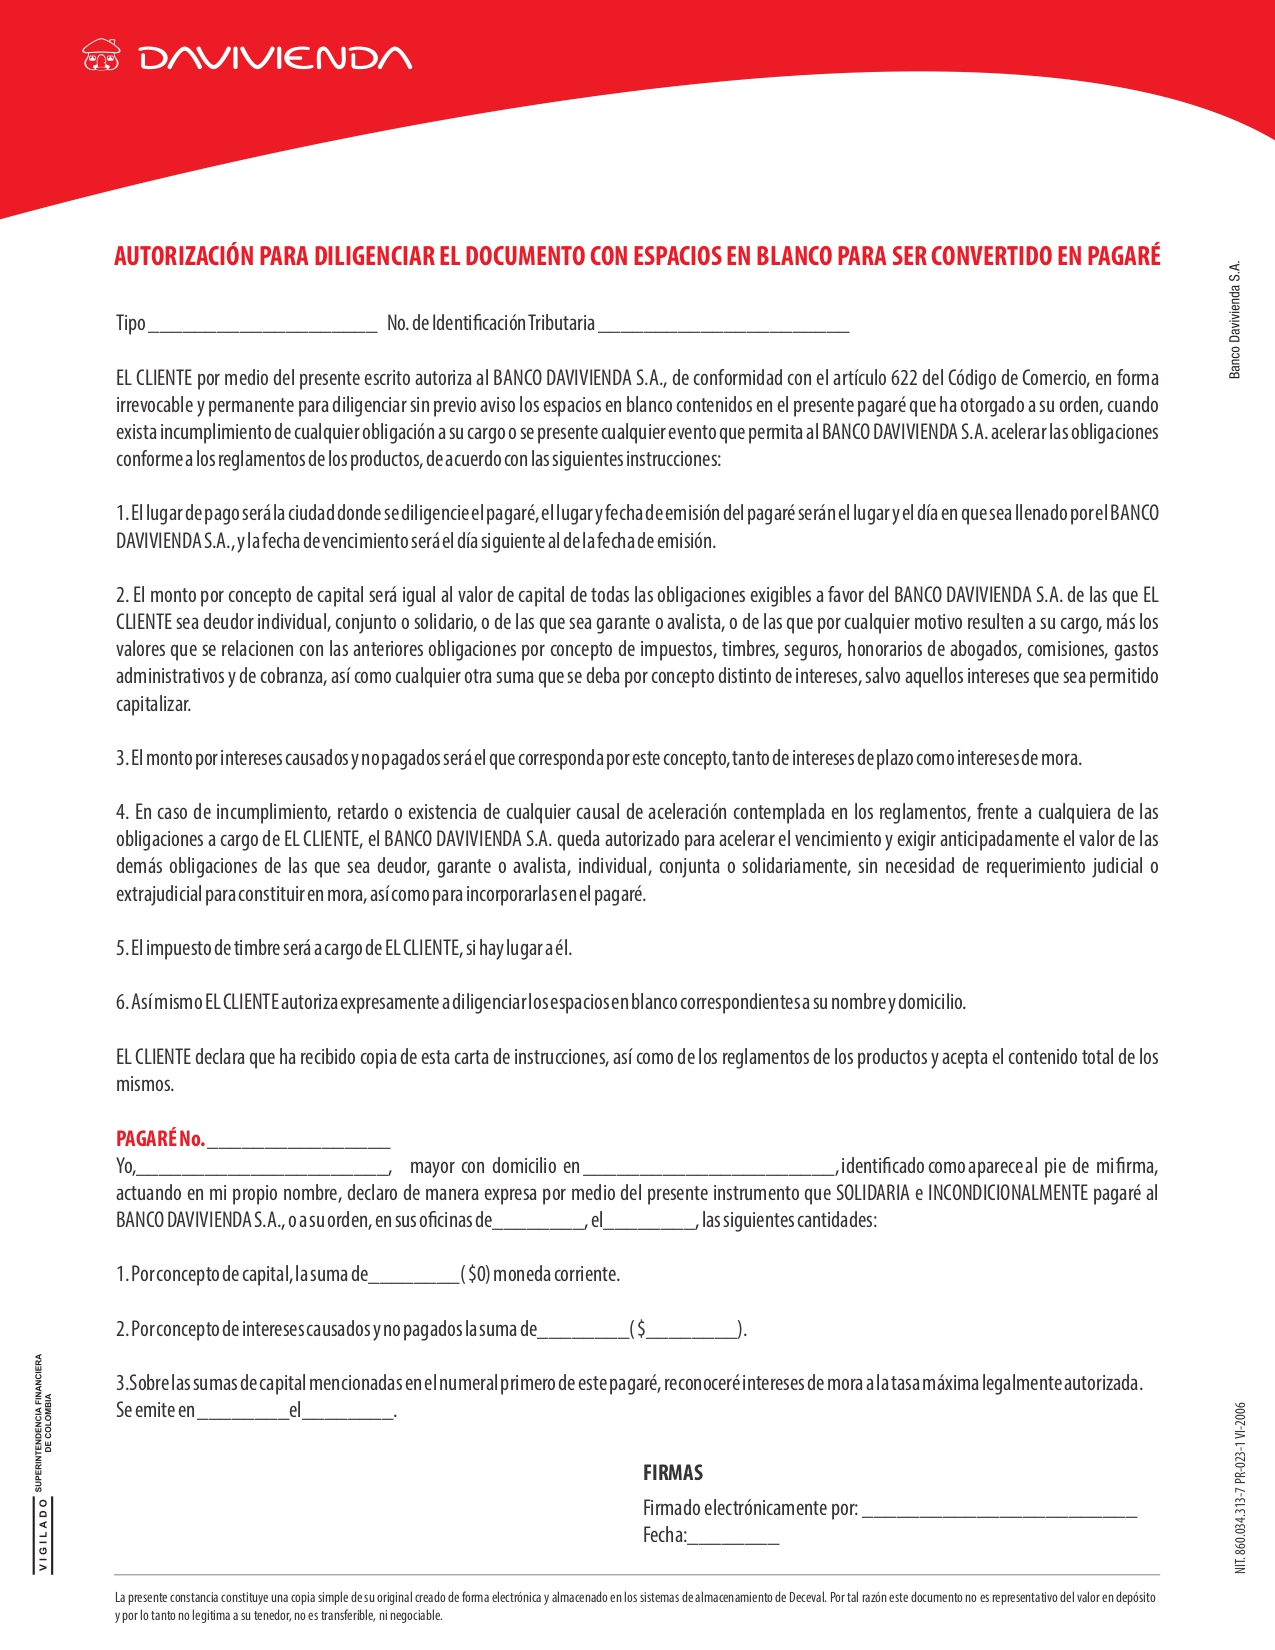 DAVIVIENDA
AUTORIZACIÓN PARA DILIGENCIAR EL DOCUMENTO CON ESPACIOS EN BLANCO PARA SER CONVERTIDO EN PAGARÉ
Banco Davivienda S.A.
Tipo ____________________ No. de Identificación Tributaria ______________________
EL CLIENTE por medio del presente escrito autoriza al BANCO DAVIVIENDA S.A., de conformidad con el artículo 622 del Código de Comercio, en forma
irrevocable y permanente para diligenciar sin previo aviso los espacios en blanco contenidos en el presente pagaré que ha otorgado a su orden, cuando
exista incumplimiento de cualquier obligación a su cargo o se presente cualquier evento que permita al BANCO DAVIVIENDA S.A. acelerar las obligaciones
conforme a los reglamentos de los productos, de acuerdo con las siguientes instrucciones:
1. El lugar de pago será la ciudad donde se diligencie el pagaré, el lugar y fecha de emisión del pagaré serán el lugar y el día en que sea llenado por el BANCO
DAVIVIENDA S.A., y la fecha de vencimiento será el día siguiente al de la fecha de emisión.
2. El monto por concepto de capital será igual al valor de capital de todas las obligaciones exigibles a favor del BANCO DAVIVIENDA S.A. de las que EL
CLIENTE sea deudor individual, conjunto o solidario, o de las que sea garante o avalista, o de las que por cualquier motivo resulten a su cargo, más los
valores que se relacionen con las anteriores obligaciones por concepto de impuestos, timbres, seguros, honorarios de abogados, comisiones, gastos
administrativos y de cobranza, así como cualquier otra suma que se deba por concepto distinto de intereses, salvo aquellos intereses que sea permitido
capitalizar.
3. El monto por intereses causados y no pagados será el que corresponda por este concepto, tanto de intereses de plazo como intereses de mora.
4. En caso de incumplimiento, retardo o existencia de cualquier causal de aceleración contemplada en los reglamentos, frente a cualquiera de las
obligaciones a cargo de EL CLIENTE, el BANCO DAVIVIENDA S.A. queda autorizado para acelerar el vencimiento y exigir anticipadamente el valor de las
demás obligaciones de las que sea deudor, garante o avalista, individual, conjunta o solidariamente, sin necesidad de requerimiento judicial o
extrajudicial para constituir en mora, así como para incorporarlas en el pagaré.
5. El impuesto de timbre será a cargo de EL CLIENTE, si hay lugar a él.
6. Así mismo EL CLIENTE autoriza expresamente a diligenciar los espacios en blanco correspondientes a su nombre y domicilio.
EL CLIENTE declara que ha recibido copia de esta carta de instrucciones, así como de los reglamentos de los productos y acepta el contenido total de los
mismos.
PAGARÉ No. ________________
Yo,______________________, mayor con domicilio en ______________________, identificado como aparece al pie de mi firma,
actuando en mi propio nombre, declaro de manera expresa por medio del presente instrumento que SOLIDARIA e INCONDICIONALMENTE pagaré al
BANCO DAVIVIENDA S.A., o a su orden, en sus oficinas de________, el________, las siguientes cantidades:
1. Por concepto de capital, la suma de________ ( $0) moneda corriente.
2. Por concepto de intereses causados y no pagados la suma de________( $________).
3.Sobre las sumas de capital mencionadas en el numeral primero de este pagaré, reconoceré intereses de mora a la tasa máxima legalmente autorizada.
Se emite en ________el________.
FIRMAS
Firmado electrónicamente por: ________________________
Fecha:________
VIGILADO
SUPERINTENDENCIA FINANCIERA
DE COLOMBIA
NIT. 860.034.313-7 PR-023-1 VI-2006
La presente constancia constituye una copia simple de su original creado de forma electrónica y almacenado en los sistemas de almacenamiento de Deceval. Por tal razón este documento no es representativo del valor en depósito
y por lo tanto no legitima a su tenedor, no es transferible, ni negociable.